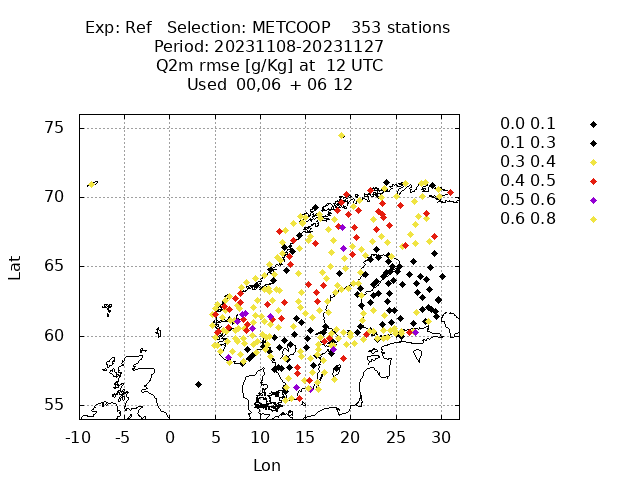 Exp: Ref   Selection: METCOOP    353 stations
Period: 20231108-20231127
Q2m rmse [g/Kg] at  12 UTC
Used  00,06  + 06 12
75
70
65
60
55
Lat
-10 -5 0 5 10 15 20 25 30
Lon
0.0 0.1
0.1 0.3
0.3 0.4
0.4 0.5
0.5 0.6
0.6 0.8